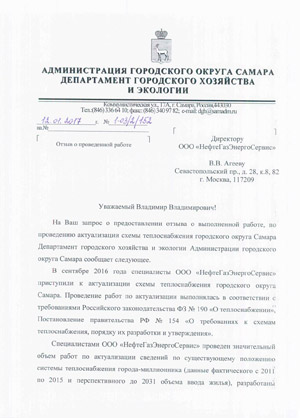 АДМИНИСТРАЦИЯ ГОРОДСКОГО ОКРУГА САМАРА
ДЕПАРТАМЕНТ ГОРОДСКОГО ХОЗЯЙСТВА
И ЭКОЛОГИИ
Коммунистическая ул., 17А, г. Самара, Россия, 443030
Тел.:(846) 336 64 10; факс: (846) 340 97 82; e-mail: dgh@samadm.ru
12.01.2017 г. № 1-03/2/152
на №
Отзыв о проведенной работе
Директору
ООО «НефтеГазЭнергоСервис»
В.В. Агееву
Севастопольский пр., д. 28, к.8, 82
г. Москва, 117209
Уважаемый Владимир Владимирович!
На Ваш запрос о предоставлении отзыва о выполненной работе, по
проведению актуализации схемы теплоснабжения городского округа Самара
Департамент городского хозяйства и экологии Администрации городского
округа Самара сообщает следующее.
В сентябре 2016 года специалисты ООО «НефтеГазЭнергоСервис»
приступили к актуализации схемы теплоснабжения городского округа
Самара. Проведение работ по актуализации выполнялась в соответствии с
требованиями Российского законодательства ФЗ № 190 «О теплоснабжении»,
Постановление правительства РФ № 154 «О требованиях к схемам
теплоснабжения, порядку их разработки и утверждения».
Специалистами ООО «НефтеГазЭнергоСервис» проведен значительный
объем работ по актуализации сведений по существующему положению
системы теплоснабжения города-миллионника (данные фактического с 2011
по 2015 и перспективного до 2031 объема ввода жилья), разработаны